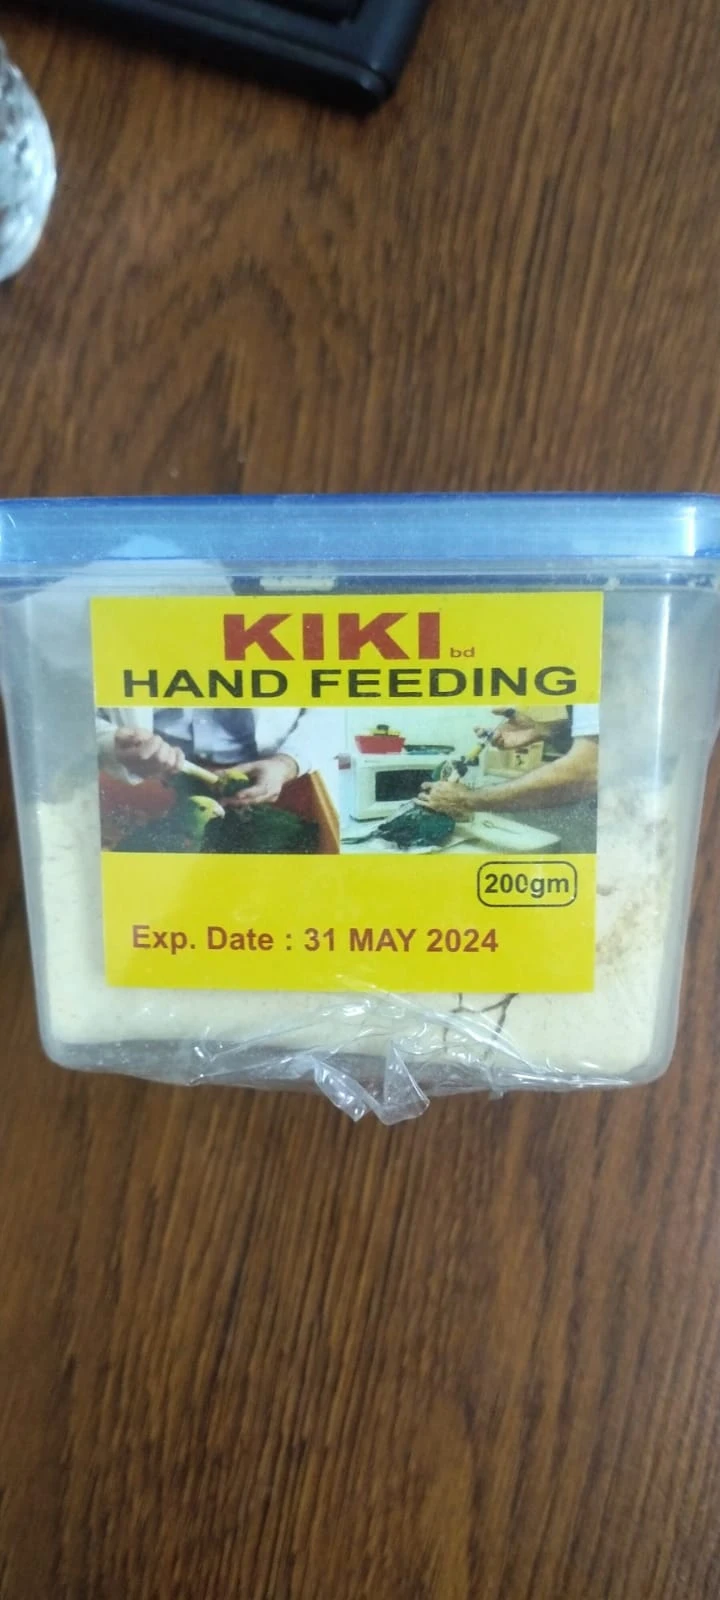 KIKI bd
HAND FEEDING
200gm
Exp. Date : 31 MAY 2024